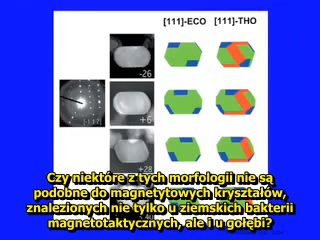 [111]-ECO [111]-THO
-26
+6
+28
Czy niektóre z tych morfologii nie są
podobne do magnetytowych kryształów,
znalezionych nie tylko u ziemskich bakterii
magnetotaktycznych, ale i u gołębi?